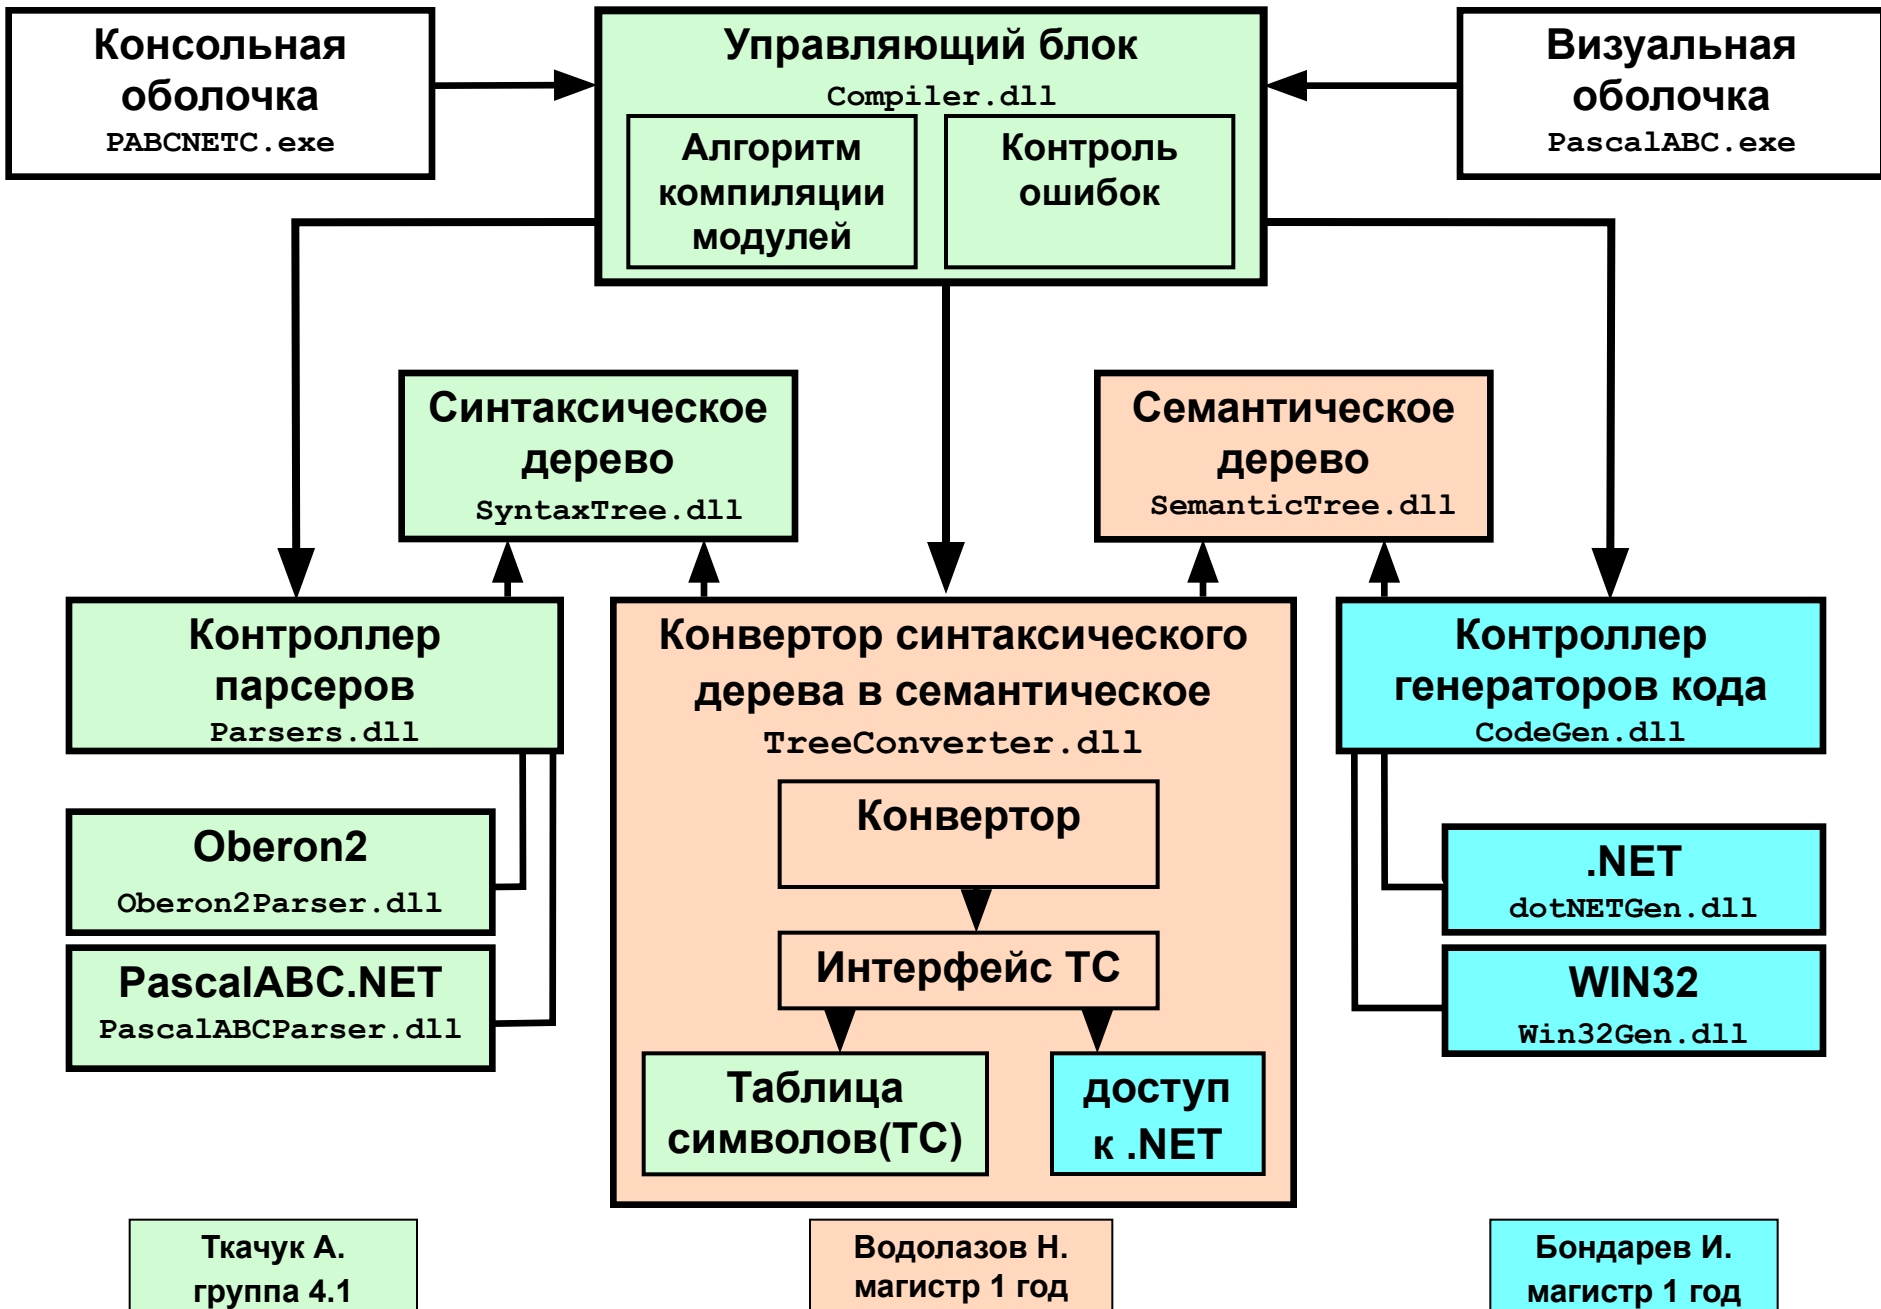 Консольная
оболочка
PABCNETC.exe
Управляющий блок
Compiler.dll
Алгоритм
компиляции
модулей
Контроль
ошибок
Визуальная
оболочка
PascalABC.exe
Синтаксическое
дерево
SyntaxTree.dll
Семантическое
дерево
SemanticTree.dll
Контроллер
парсеров
Parsers.dll
Конвертор синтаксического
дерева в семантическое
TreeConverter.dll
Контроллер
генераторов кода
CodeGen.dll
Oberon2
Oberon2Parser.dll
PascalABC.NET
PascalABCParser.dll
Конвертор
Интерфейс ТС
Таблица
символов(ТС)
доступ
к .NET
.NET
dotNETGen.dll
WIN32
Win32Gen.dll
Ткачук А.
группа 4.1
Водолазов Н.
магистр 1 год
Бондарев И.
магистр 1 год